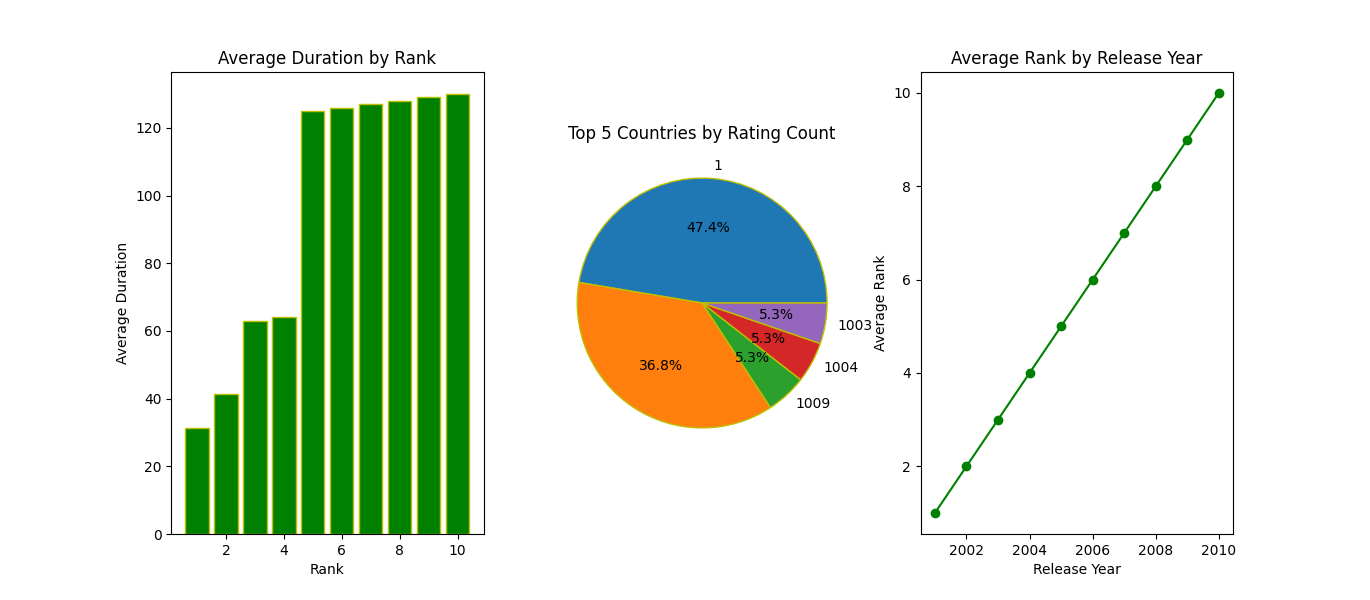 Average Duration by Rank
Average Duration
120
100
80
60
40
20
0
2 4 6 8 10
Rank
Top 5 Countries by Rating Count
1
47.4%
36.8%
5.3%
5.3%
5.3%
1003
1004
1009
Average Rank by Release Year
Average Rank
10
8
6
4
2
2002 2004 2006 2008 2010
Release Year